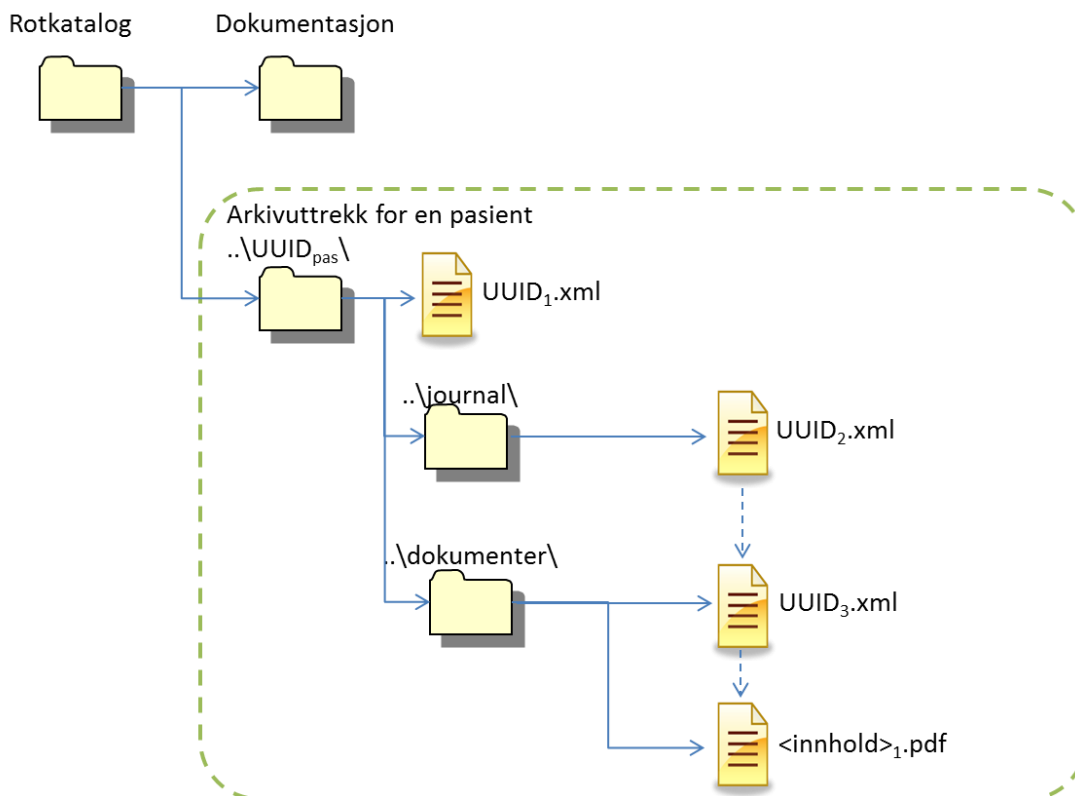 Rotkatalog
Dokumentasjon
Arkivuttrekk for en pasient
..\UUIDpas\
UUID1.xml
..\journal\
UUID2.xml
..\dokumenter\
UUID3.xml
<innhold>1.pdf